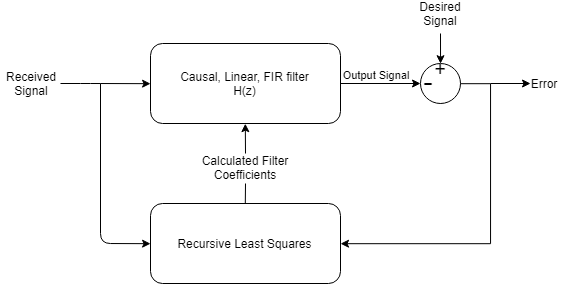 Desired
Signal
Received
Signal
Causal, Linear, FIR filter
H(z)
Output Signal
+
-
Error
Calculated Filter
Coefficients
Recursive Least Squares